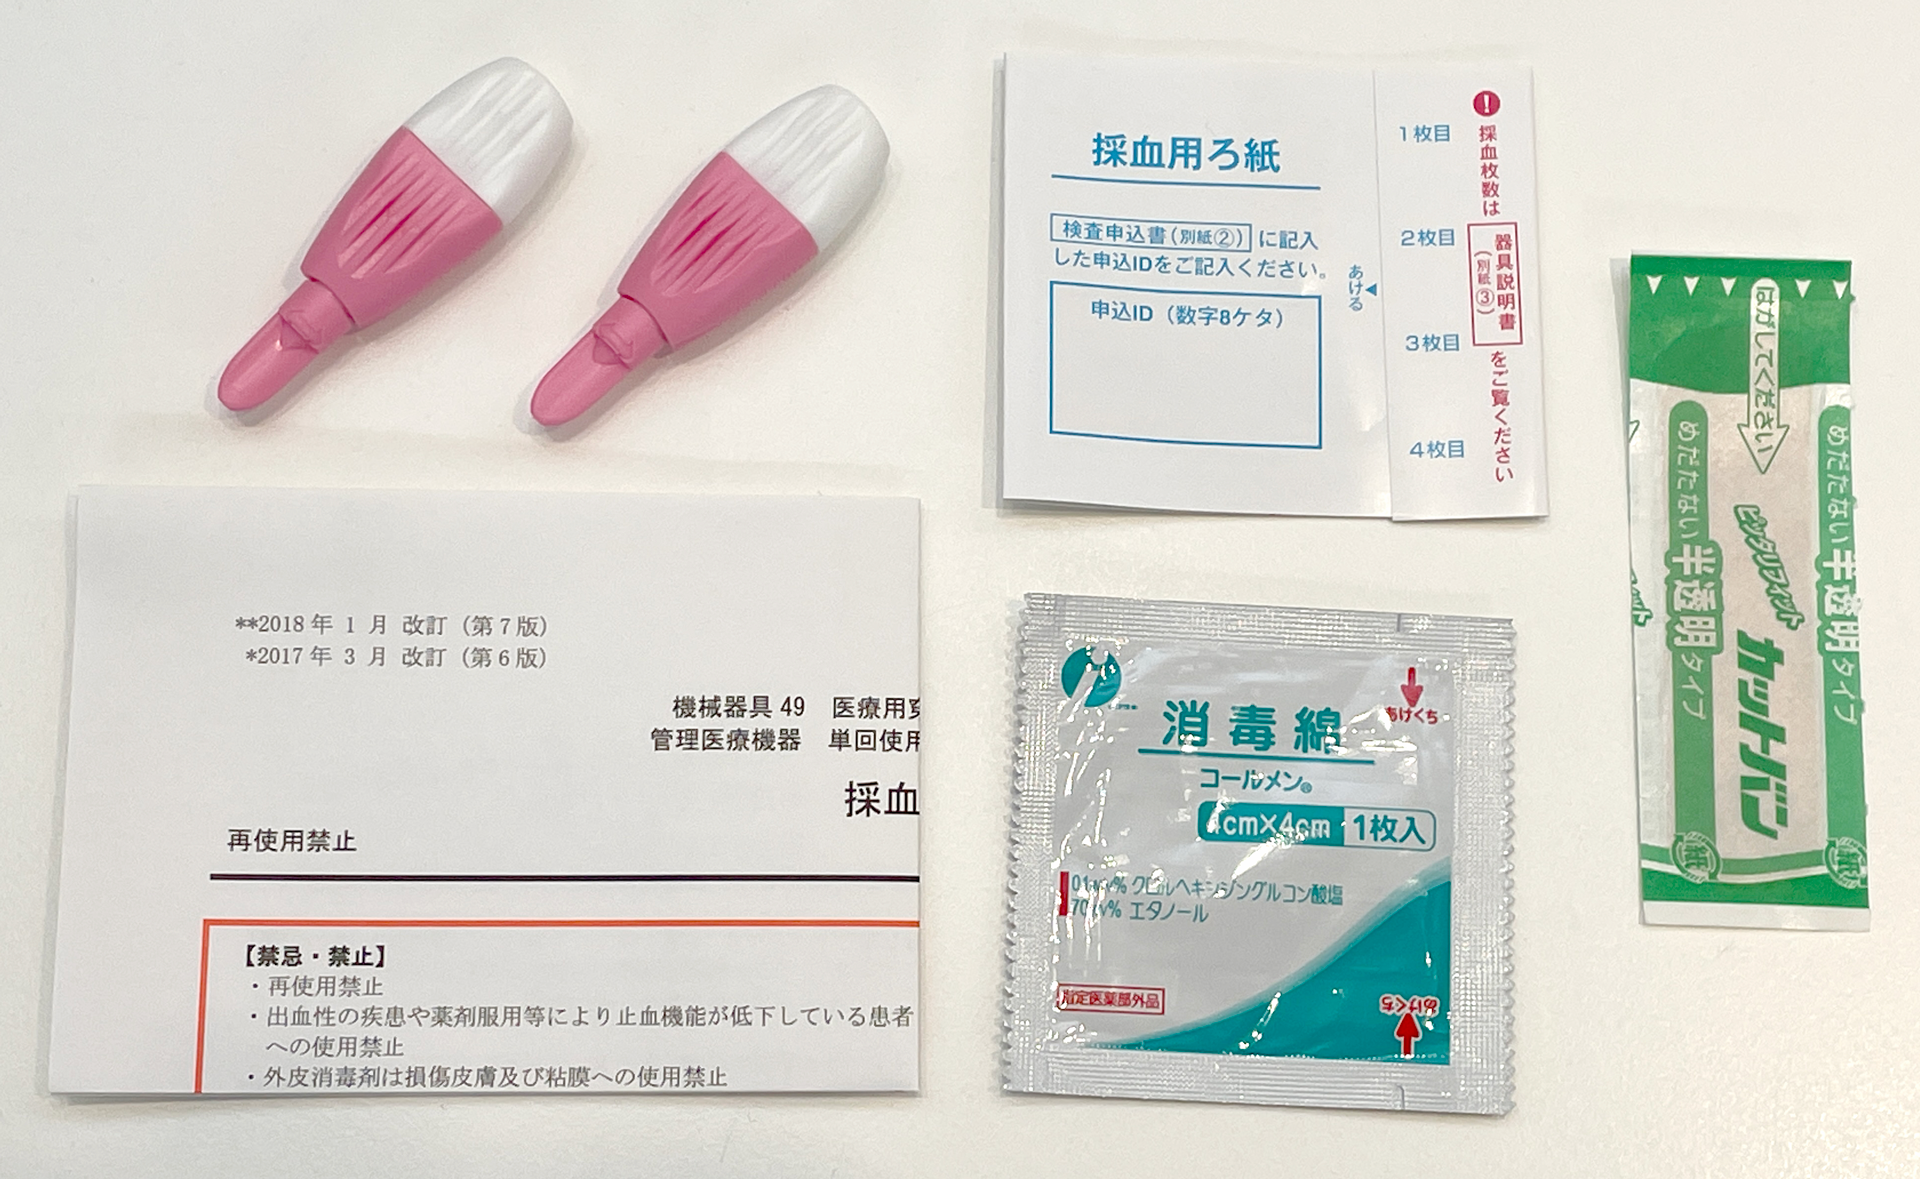 採血用ろ紙
検査申込書(別紙②)に記入
した申込IDをご記入ください。
申込ID(数字8ケタ)
あける
1枚目
2枚目
3枚目
4枚目
採血枚数は
器具説明書
(別紙③)
をご覧ください
**2018年 1 月 改訂(第7版)
*2017年 3 月 改訂(第6版)
機械器具49 医療用
管理医療機器 単回使用
採血
再使用禁止
【禁忌・禁止】
・再使用禁止
・出血性の疾患や薬剤服用等により止血機能が低下している患者
への使用禁止
・外皮消毒剤は損傷皮膚及び粘膜への使用禁止
あけくち
消毒綿
コールメン®
4cm×4cm 1枚入
クロルヘキシジングルコン酸塩
エタノール
指定医薬部外品
あけくち
はがしてください
めだたない半透明タイプ
ピッタリフィット
カットバン
めだたない半透明タイプ
紙
紙